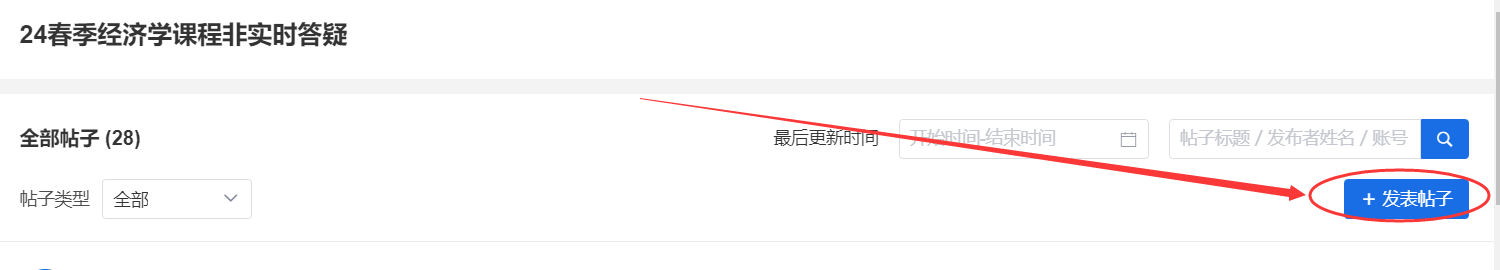 24春季经济学课程非实时答疑
全部帖子 (28)
最后更新时间 开始时间-结束时间 帖子标题 / 发布者姓名 / 账号
帖子类型 全部
+ 发表帖子